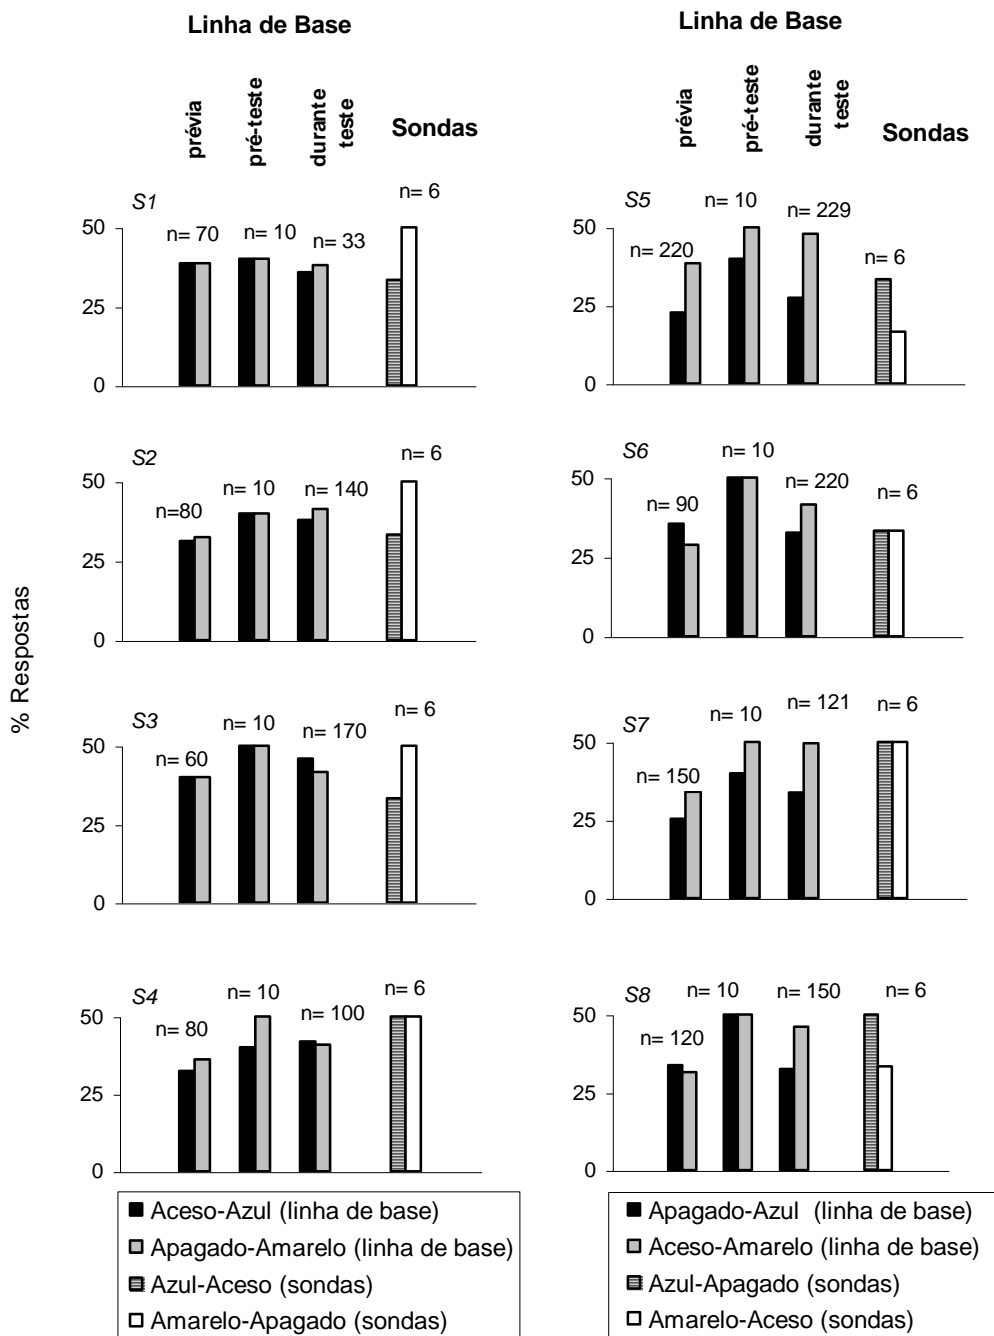 Linha de Base
prévia
pré-teste
durante
teste
Sondas
S1
n= 70
n= 10
n= 33
n= 6
50
25
0
S2
n=80
n= 10
n= 140
n= 6
50
25
0
S3
n= 60
n= 10
n= 170
n= 6
50
25
0
S4
n= 80
n= 10
n= 100
n= 6
50
25
0
% Respostas
Aceso-Azul (linha de base)
Apagado-Amarelo (linha de base)
Azul-Aceso (sondas)
Amarelo-Apagado (sondas)
Linha de Base
prévia
pré-teste
durante
teste
Sondas
S5
n= 220
n= 10
n= 229
n= 6
50
25
0
S6
n= 90
n= 10
n= 220
n= 6
50
25
0
S7
n= 150
n= 10
n= 121
n= 6
50
25
0
S8
n= 120
n= 10
n= 150
n= 6
50
25
0
Apagado-Azul (linha de base)
Aceso-Amarelo (linha de base)
Azul-Apagado (sondas)
Amarelo-Aceso (sondas)